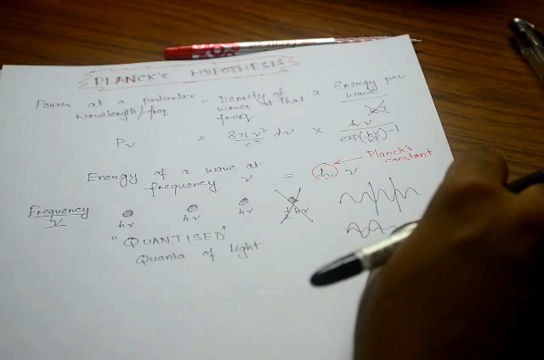 PLANCK'S HYPOTHESIS
Power at a particular wavelength/freq. = Density of waves at that freq × Energy per wave
Pν = 8πν²/c³ dν × hν/exp(hν/kT)-1
Planck's constant
Energy of a wave at frequency ν = h ν
Frequency ν
hν hν hν
"QUANTISED"
Quanta of light